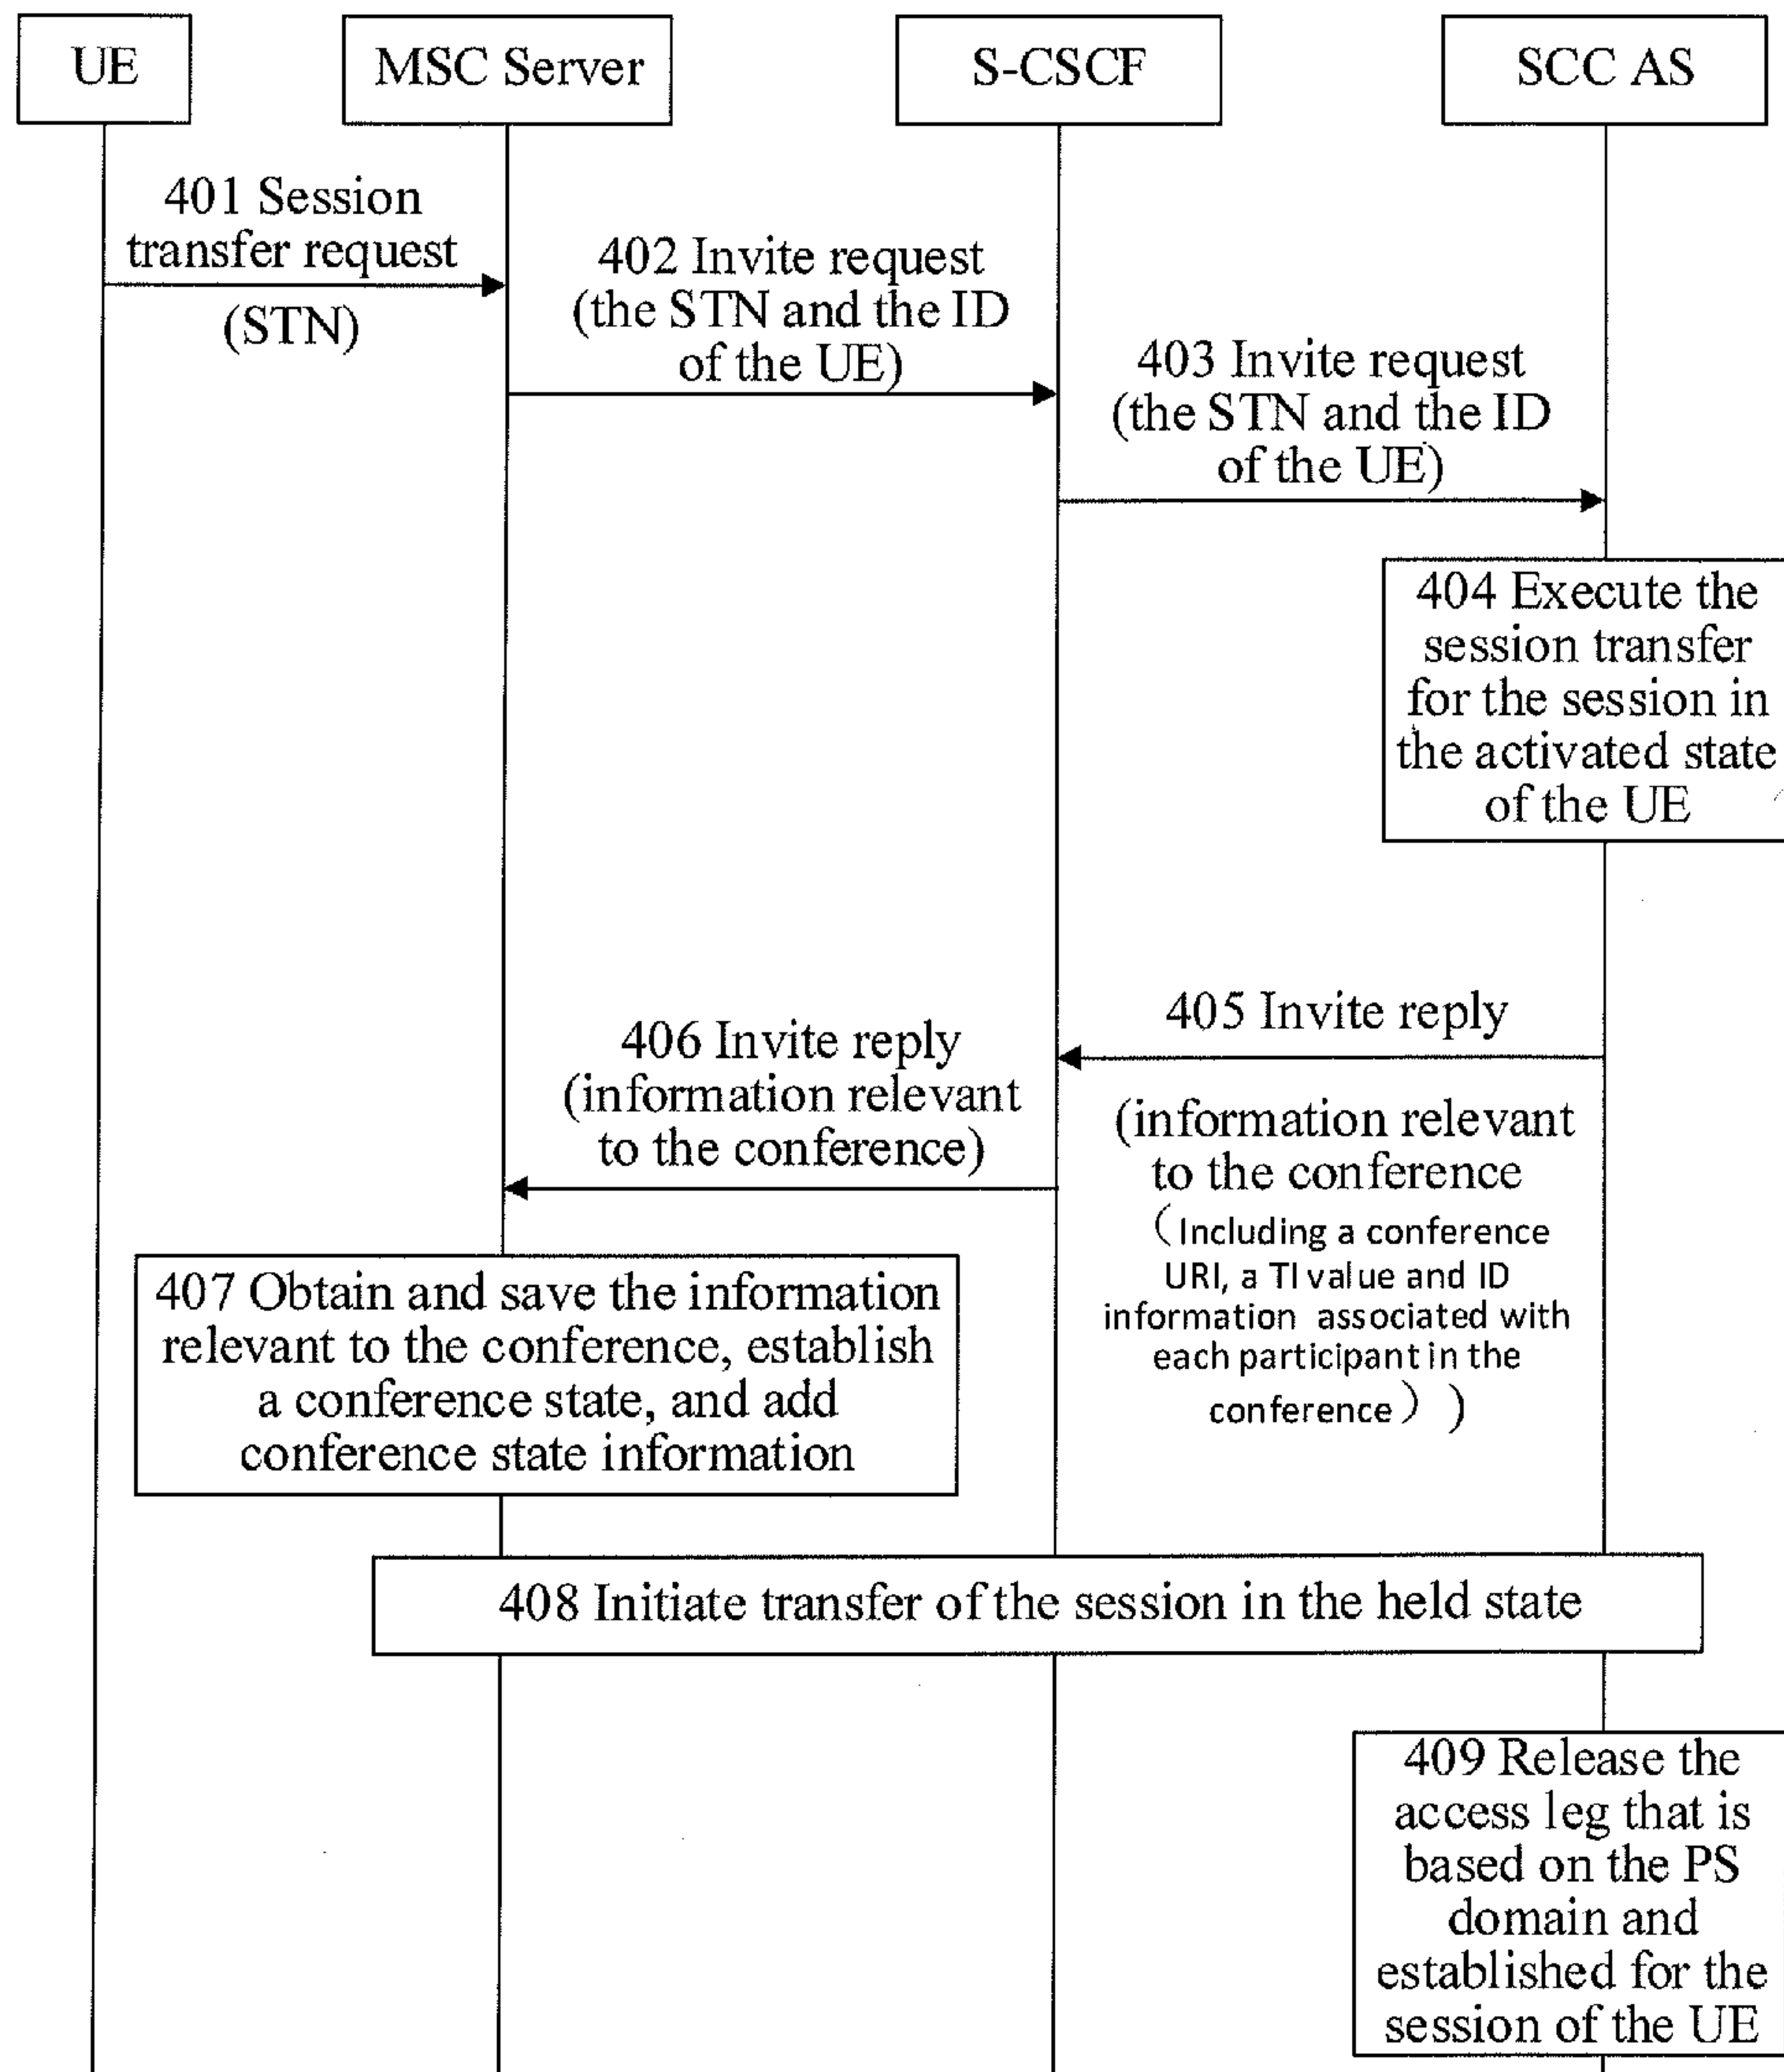 UE
MSC Server
S-CSCF
SCC AS
401 Session
transfer request
(STN)
402 Invite request
(the STN and the ID
of the UE)
403 Invite request
(the STN and the ID
of the UE)
404 Execute the
session transfer
for the session in
the activated state
of the UE
405 Invite reply
(information relevant
to the conference
(Including a conference
URI, a TI value and ID
information associated with
each participant in the
conference) )
406 Invite reply
(information relevant
to the conference)
407 Obtain and save the information
relevant to the conference, establish
a conference state, and add
conference state information
408 Initiate transfer of the session in the held state
409 Release the
access leg that is
based on the PS
domain and
established for the
session of the UE